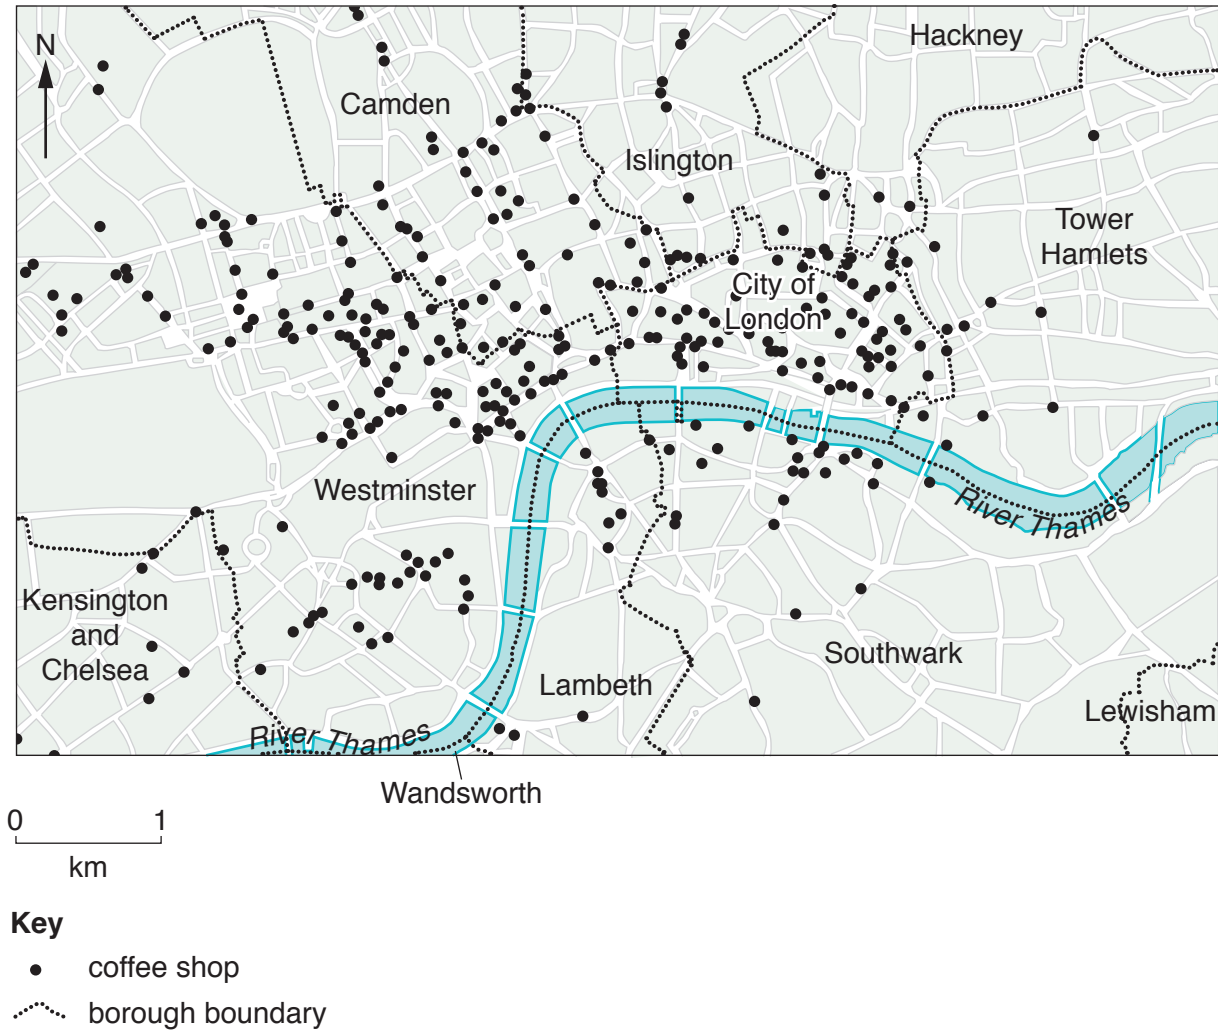 N
Hackney
Camden
Islington
Tower
Hamlets
City of
London
Westminster
River Thames
Kensington
and
Chelsea
Southwark
Lambeth
Lewisham
River Thames
Wandsworth
0 1
km
Key
coffee shop
borough boundary